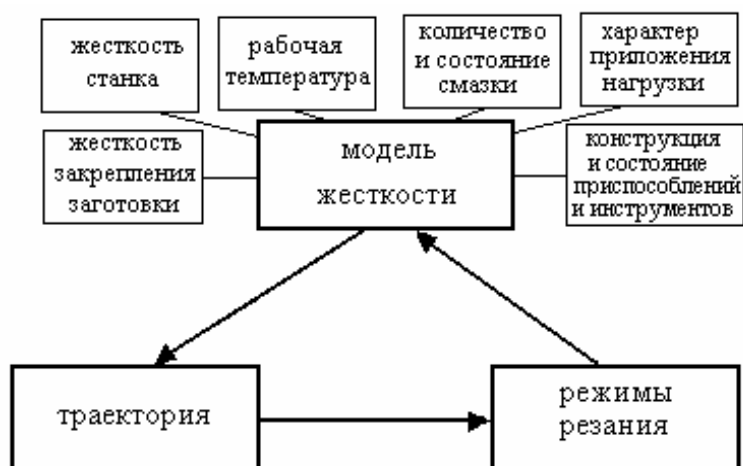 жесткость
станка
рабочая
температура
количество
и состояние
смазки
характер
приложения
нагрузки
жесткость
закрепления
заготовки
модель
жесткости
конструкция
и состояние
приспособлений
и инструментов
траектория
режимы
резания